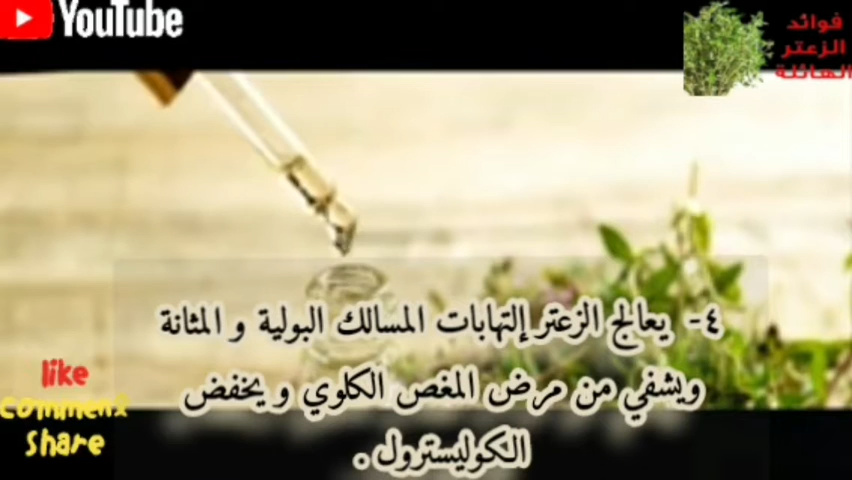 YouTube
فوائد
الزعتر
الهائلة
٤- يعالج الزعتر إلتهابات المسالك البولية و المثانة
ويشفي من مرض المغص الكلوي و يخفض
الكوليسترول .
like
comment
share